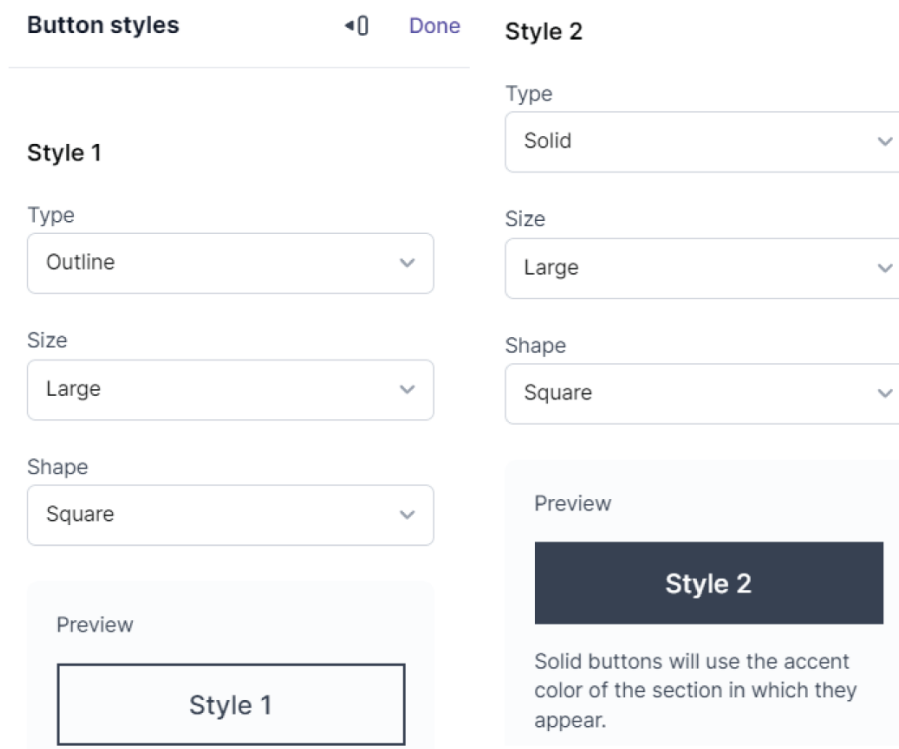 Button styles
Done
Style 1
Type
Outline
Size
Large
Shape
Square
Preview
Style 1
Style 2
Type
Solid
Size
Large
Shape
Square
Preview
Style 2
Solid buttons will use the accent
color of the section in which they
appear.